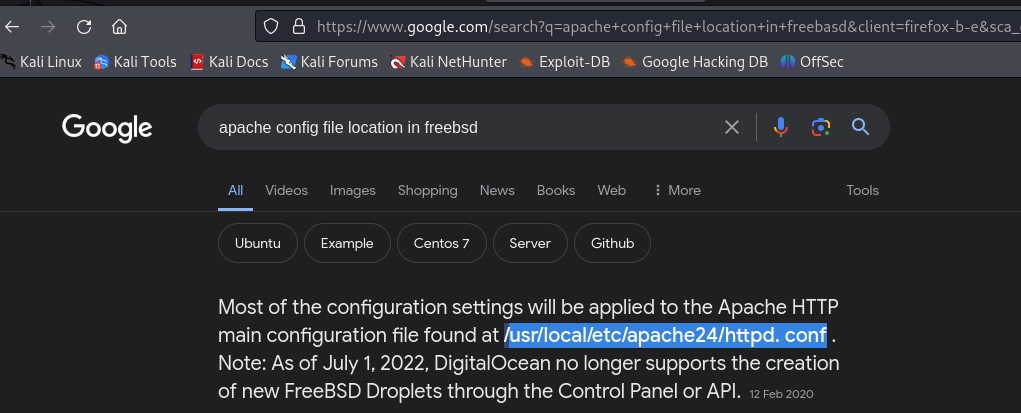 https://www.google.com/search?q=apache+config+file+location+in+freebasd&client=firefox-b-e&sca_
Kali Linux Kali Tools Kali Docs Kali Forums Kali NetHunter Exploit-DB Google Hacking DB OffSec
Google
apache config file location in freebsd
All Videos Images Shopping News Books Web More Tools
Ubuntu Example Centos 7 Server Github
Most of the configuration settings will be applied to the Apache HTTP
main configuration file found at /usr/local/etc/apache24/httpd. conf .
Note: As of July 1, 2022, DigitalOcean no longer supports the creation
of new FreeBSD Droplets through the Control Panel or API. 12 Feb 2020